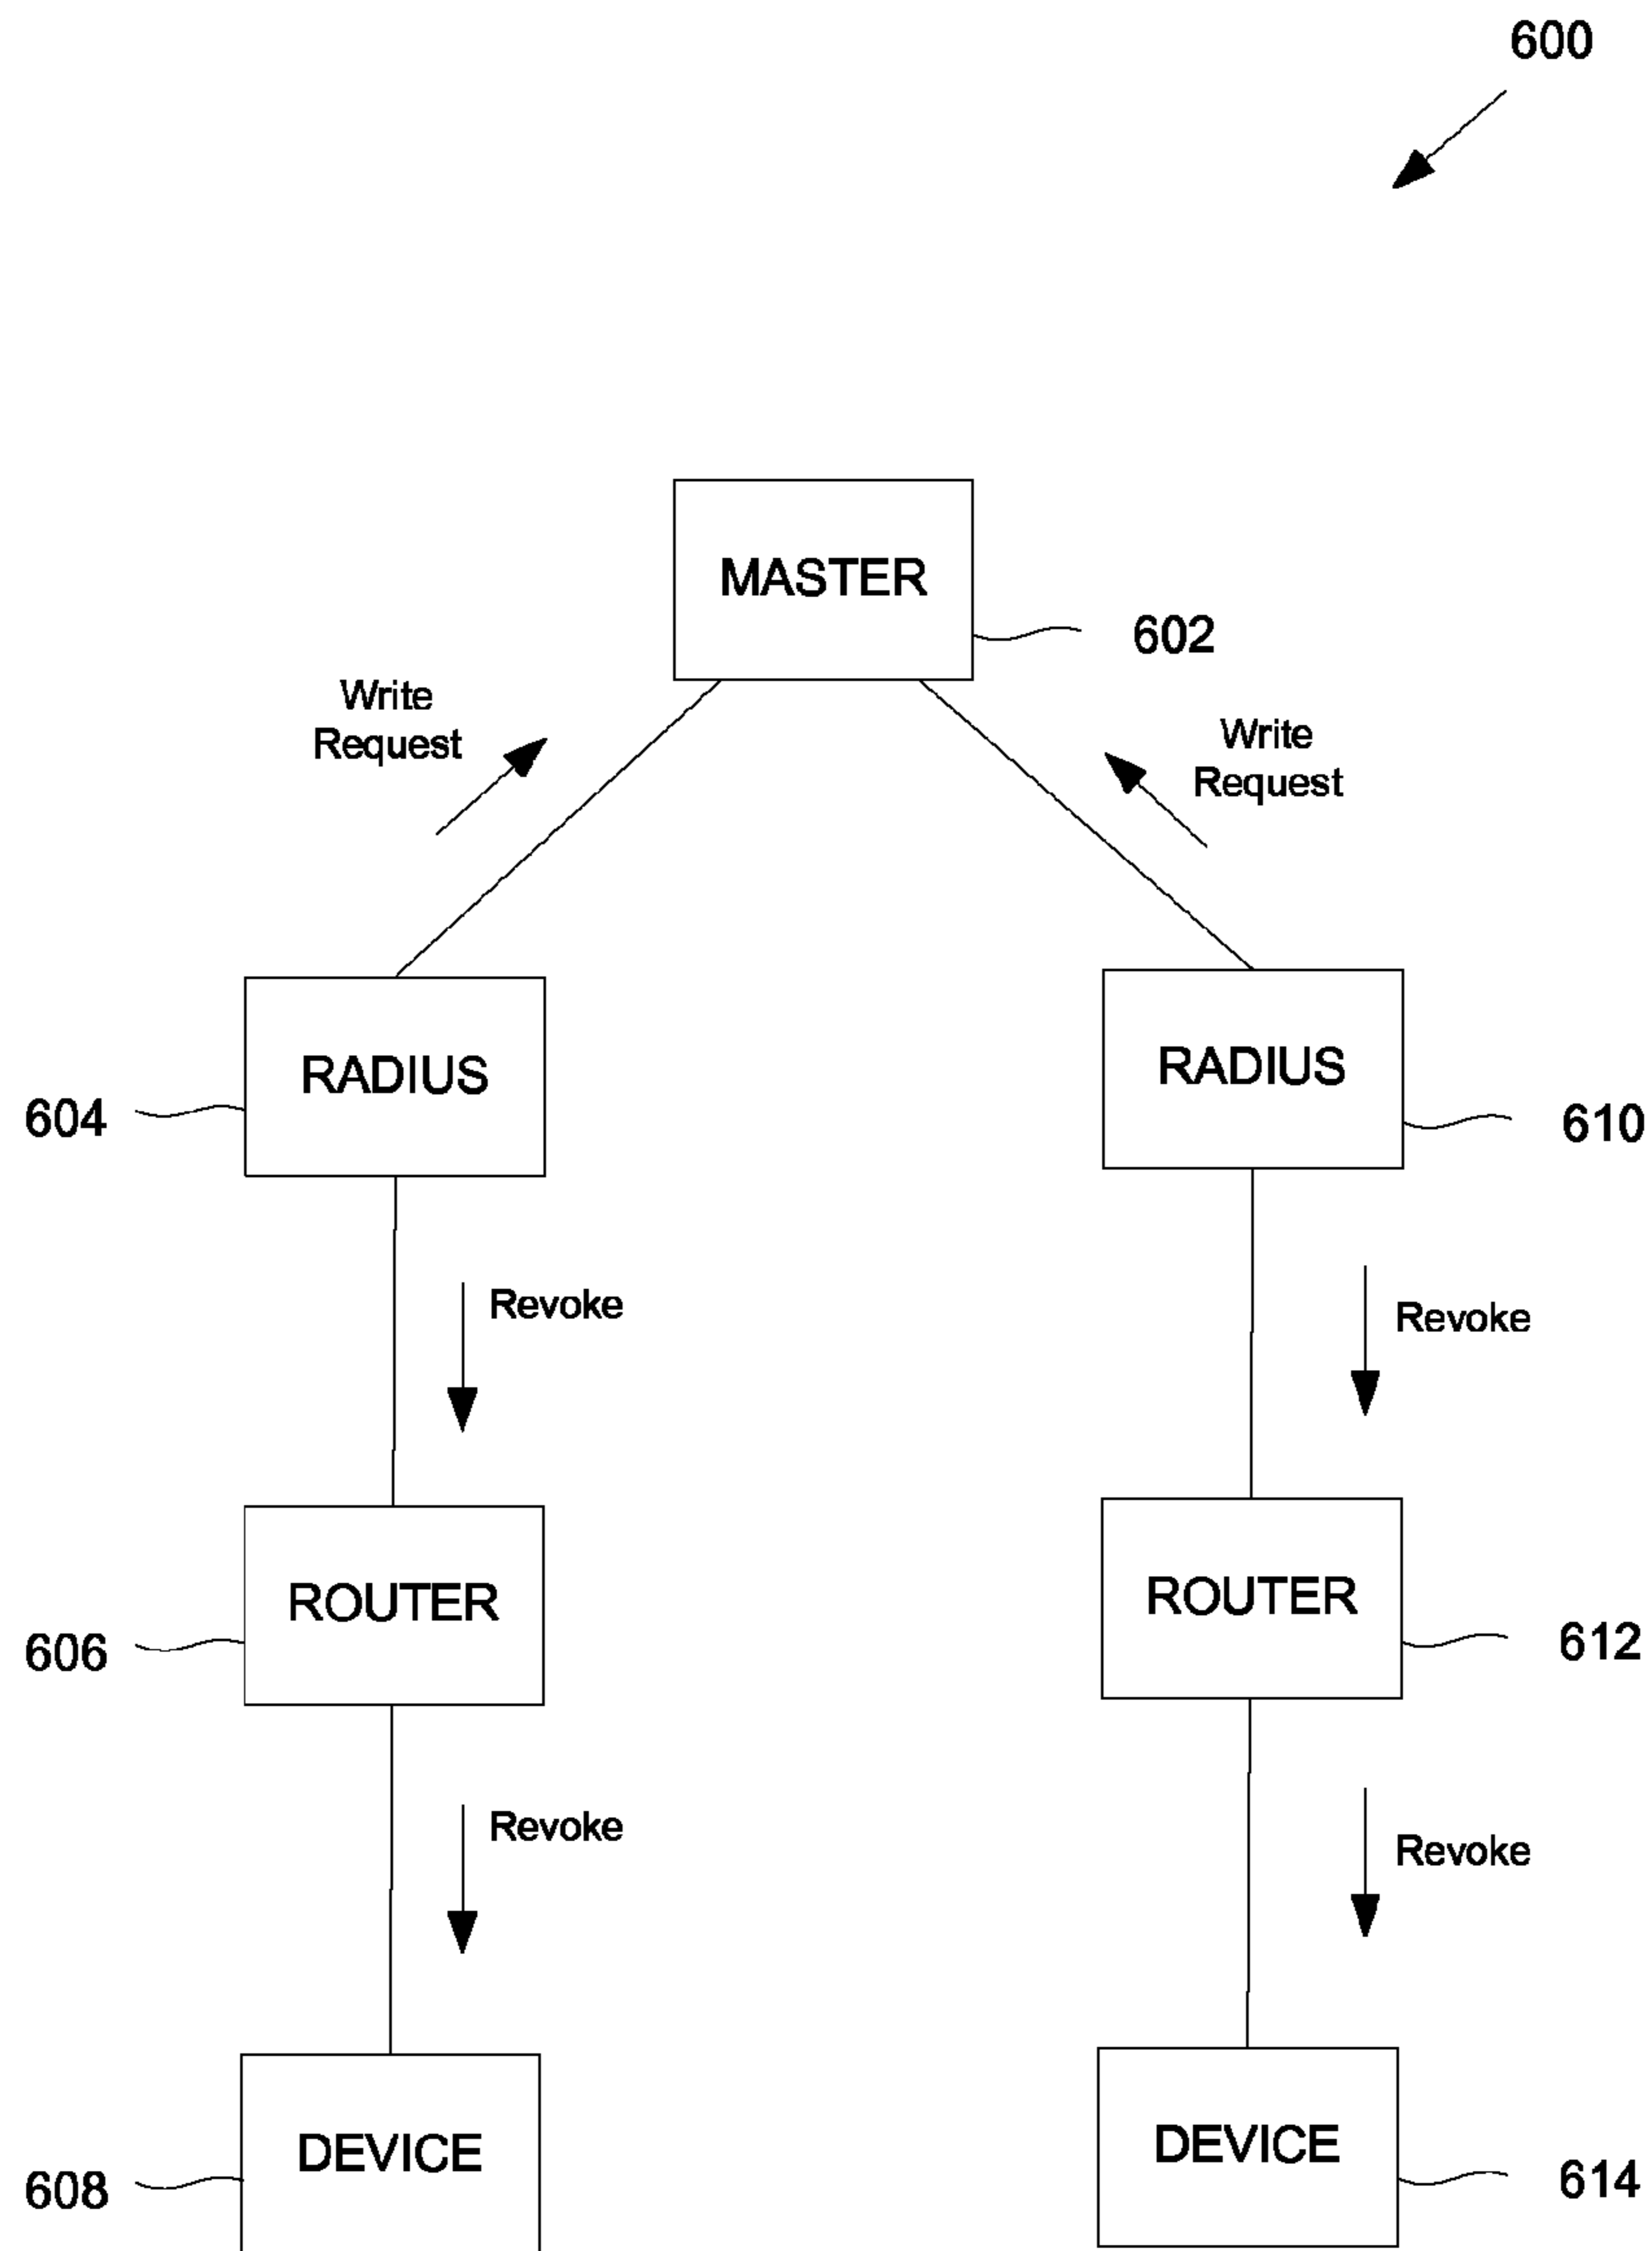 600
MASTER
602
Write
Request
Write
Request
RADIUS
604
RADIUS
610
Revoke
Revoke
ROUTER
606
ROUTER
612
Revoke
Revoke
DEVICE
608
DEVICE
614